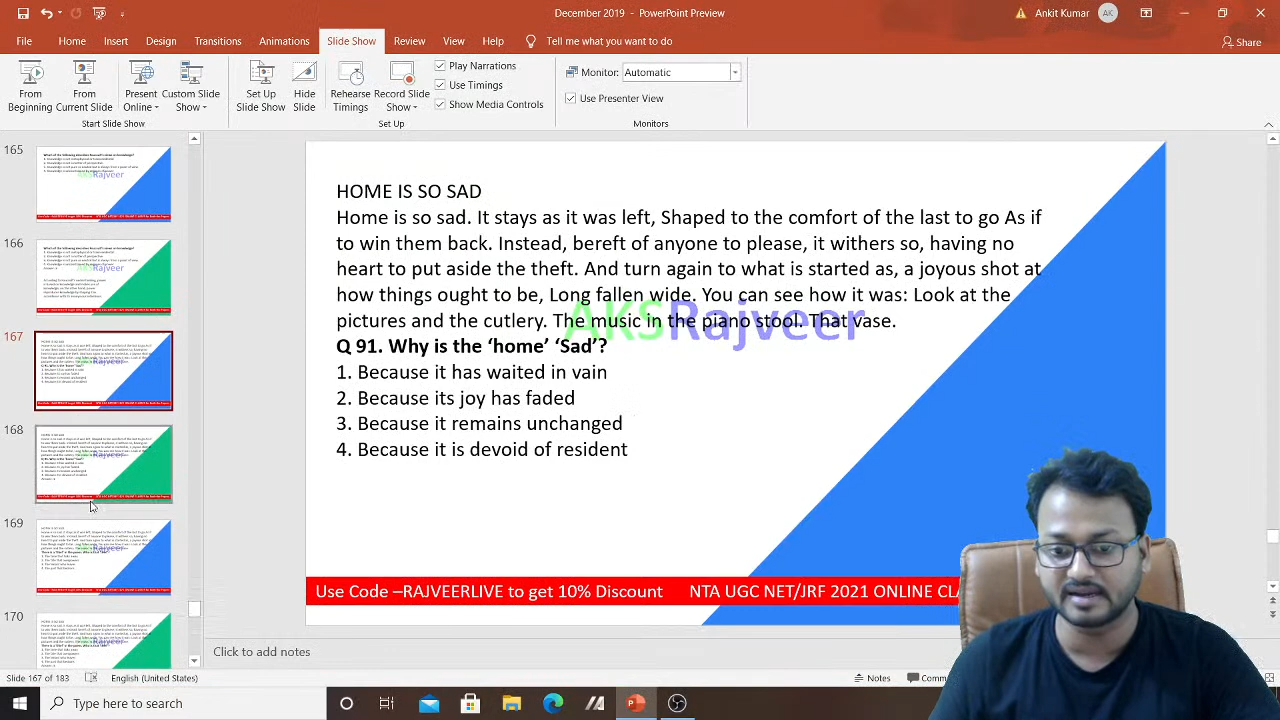 December 2019 - PowerPoint Preview
Ankit Kumar AK
File Home Insert Design Transitions Animations Slide Show Review View Help Tell me what you want to do Share
From Beginning
From Current Slide
Present Online
Custom Slide Show
Start Slide Show
Set Up Slide Show
Hide Slide
Rehearse Timings
Record Slide Show
Play Narrations
Use Timings
Show Media Controls
Set Up
Monitor: Automatic
Use Presenter View
Monitors
165
166
167
168
169
170
HOME IS SO SAD
Home is so sad. It stays as it was left, Shaped to the comfort of the last to go As if
to win them back. Instead, bereft of anyone to please, it withers so, having no
heart to put aside the theft. And turn again to what is started as, a joyous shot at
how things ought to be, Long fallen wide. You can see how it was: Look at the
pictures and the cutlery. The music in the piano stool. That vase.
AKSRajveer
Q 91. Why is the 'home' 'Sad'?
1. Because it has waited in vain
2. Because its joy has faded
3. Because it remains unchanged
4. Because it is devoid of resident
Use Code –RAJVEERLIVE to get 10% Discount NTA UGC NET/JRF 2021 ONLINE CLA
Click to add notes
Slide 167 of 183 English (United States) Notes Comm
Type here to search